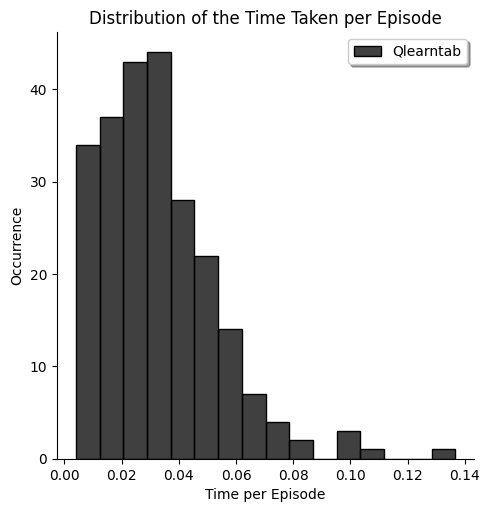 Distribution of the Time Taken per Episode
Qlearntab
40
30
20
10
0
Occurrence
0.00 0.02 0.04 0.06 0.08 0.10 0.12 0.14
Time per Episode